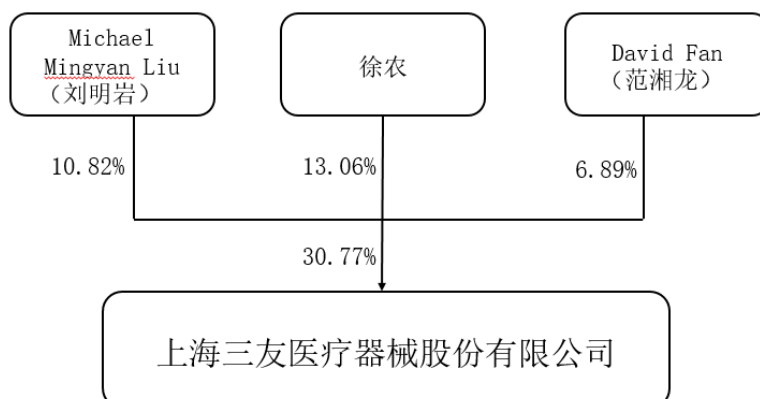 Michael
Mingyan Liu
（刘明岩）
徐农
David Fan
（范湘龙）
10.82%
13.06%
6.89%
30.77%
上海三友医疗器械股份有限公司